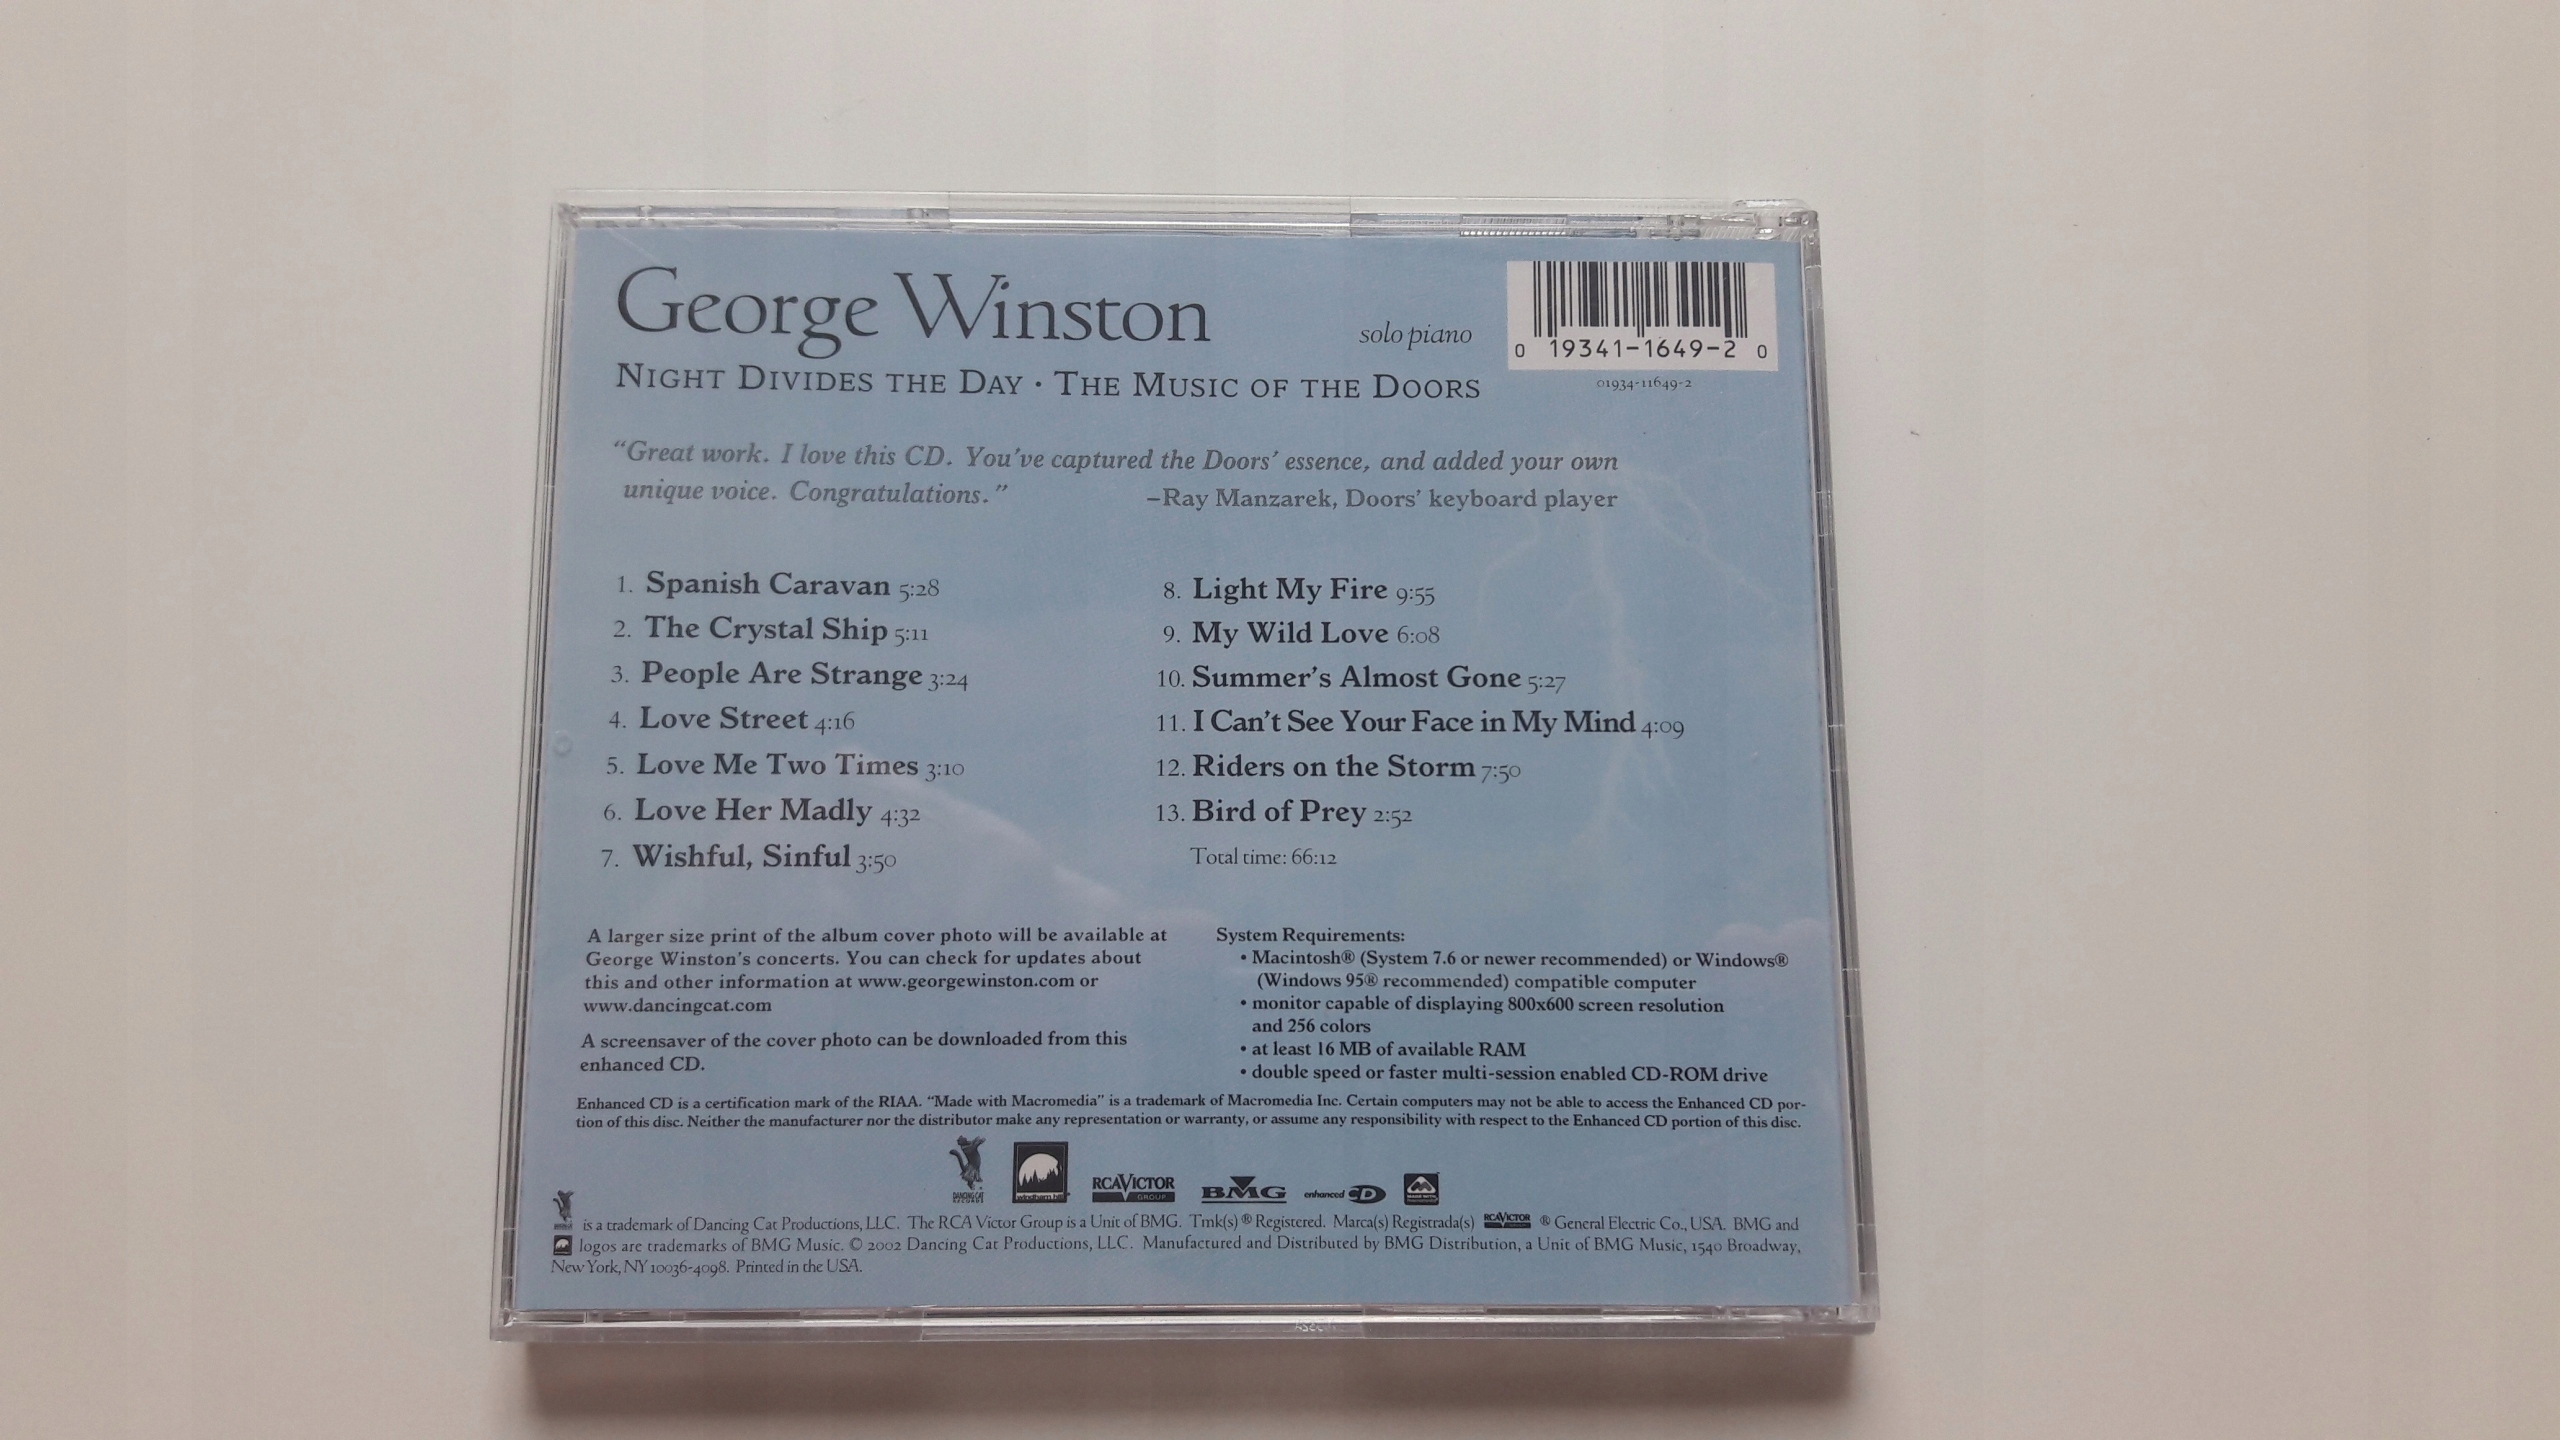 George Winston
solo piano
NIGHT DIVIDES THE DAY · THE MUSIC OF THE DOORS
0 19341-1649-2 0
01934-11649-2
“Great work. I love this CD. You’ve captured the Doors’ essence, and added your own
unique voice. Congratulations.”
–Ray Manzarek, Doors’ keyboard player
1. Spanish Caravan 5:28
2. The Crystal Ship 5:11
3. People Are Strange 3:24
4. Love Street 4:16
5. Love Me Two Times 3:10
6. Love Her Madly 4:32
7. Wishful, Sinful 3:50
8. Light My Fire 9:55
9. My Wild Love 6:08
10. Summer’s Almost Gone 5:27
11. I Can’t See Your Face in My Mind 4:09
12. Riders on the Storm 7:50
13. Bird of Prey 2:52
Total time: 66:12
A larger size print of the album cover photo will be available at
George Winston’s concerts. You can check for updates about
this and other information at www.georgewinston.com or
www.dancingcat.com
A screensaver of the cover photo can be downloaded from this
enhanced CD.
System Requirements:
• Macintosh® (System 7.6 or newer recommended) or Windows®
(Windows 95® recommended) compatible computer
• monitor capable of displaying 800x600 screen resolution
and 256 colors
• at least 16 MB of available RAM
• double speed or faster multi-session enabled CD-ROM drive
Enhanced CD is a certification mark of the RIAA. “Made with Macromedia” is a trademark of Macromedia Inc. Certain computers may not be able to access the Enhanced CD por-
tion of this disc. Neither the manufacturer nor the distributor make any representation or warranty, or assume any responsibility with respect to the Enhanced CD portion of this disc.
DANCING CAT RECORDS
windham hill
RCA VICTOR GROUP
BMG
enhanced CD
is a trademark of Dancing Cat Productions, LLC. The RCA Victor Group is a Unit of BMG. Tmk(s) ® Registered. Marca(s) Registrada(s) RCA VICTOR ® General Electric Co., USA. BMG and
logos are trademarks of BMG Music. © 2002 Dancing Cat Productions, LLC. Manufactured and Distributed by BMG Distribution, a Unit of BMG Music, 1540 Broadway,
New York, NY 10036-4098. Printed in the USA.